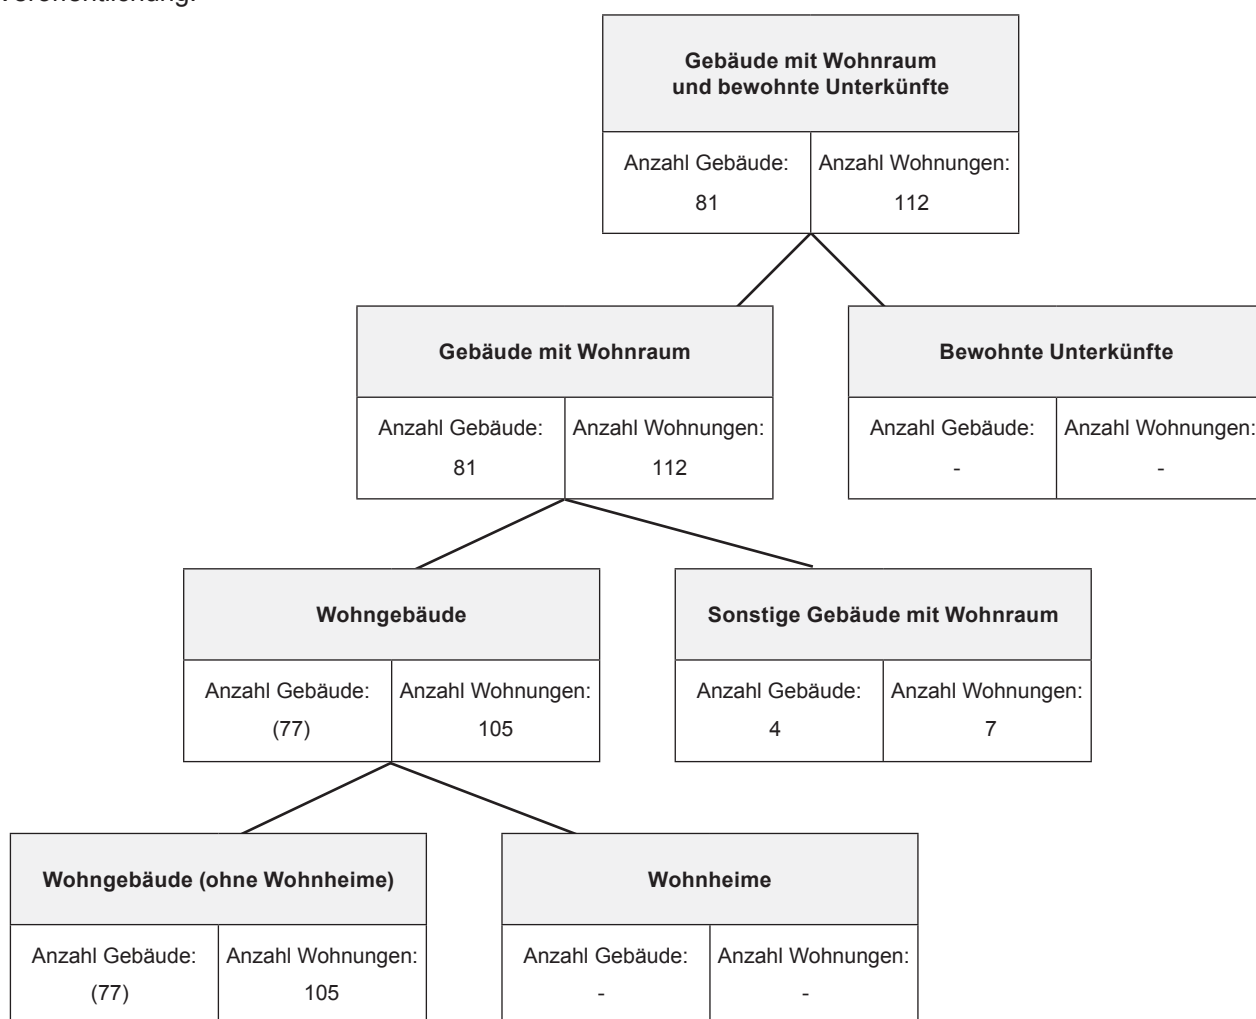 Gebäude mit Wohnraum
und bewohnte Unterkünfte
Anzahl Gebäude: Anzahl Wohnungen:
81 112
Gebäude mit Wohnraum
Bewohnte Unterkünfte
Anzahl Gebäude: Anzahl Wohnungen:
81 112
Anzahl Gebäude: Anzahl Wohnungen:
- -
Wohngebäude
Sonstige Gebäude mit Wohnraum
Anzahl Gebäude: Anzahl Wohnungen:
(77) 105
Anzahl Gebäude: Anzahl Wohnungen:
4 7
Wohngebäude (ohne Wohnheime)
Wohnheime
Anzahl Gebäude: Anzahl Wohnungen:
(77) 105
Anzahl Gebäude: Anzahl Wohnungen:
- -